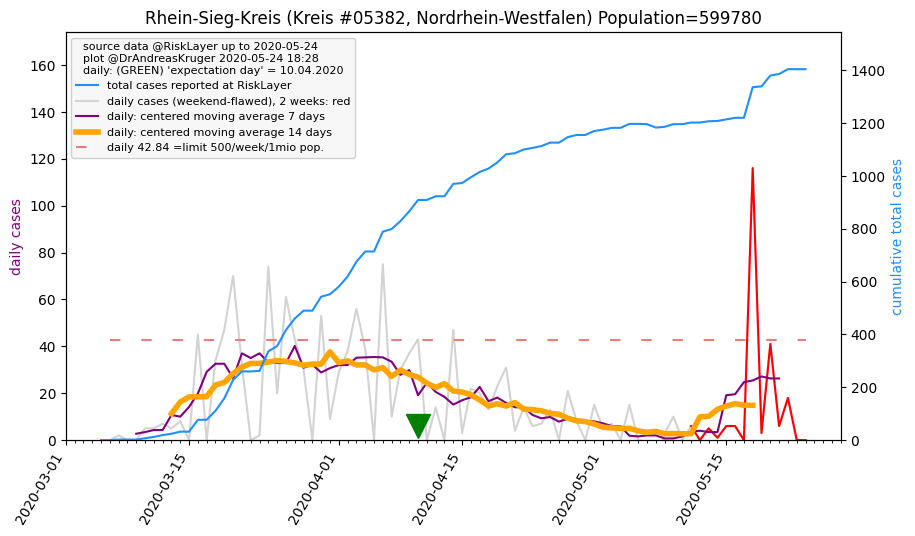 Rhein-Sieg-Kreis (Kreis #05382, Nordrhein-Westfalen) Population=599780
source data @RiskLayer up to 2020-05-24
plot @DrAndreasKruger 2020-05-24 18:28
daily: (GREEN) 'expectation day' = 10.04.2020
total cases reported at RiskLayer
daily cases (weekend-flawed), 2 weeks: red
daily: centered moving average 7 days
daily: centered moving average 14 days
daily 42.84 =limit 500/week/1mio pop.
daily cases
160
140
120
100
80
60
40
20
0
1400
1200
1000
800
600
400
200
0
cumulative total cases
2020-03-01
2020-03-15
2020-04-01
2020-04-15
2020-05-01
2020-05-15